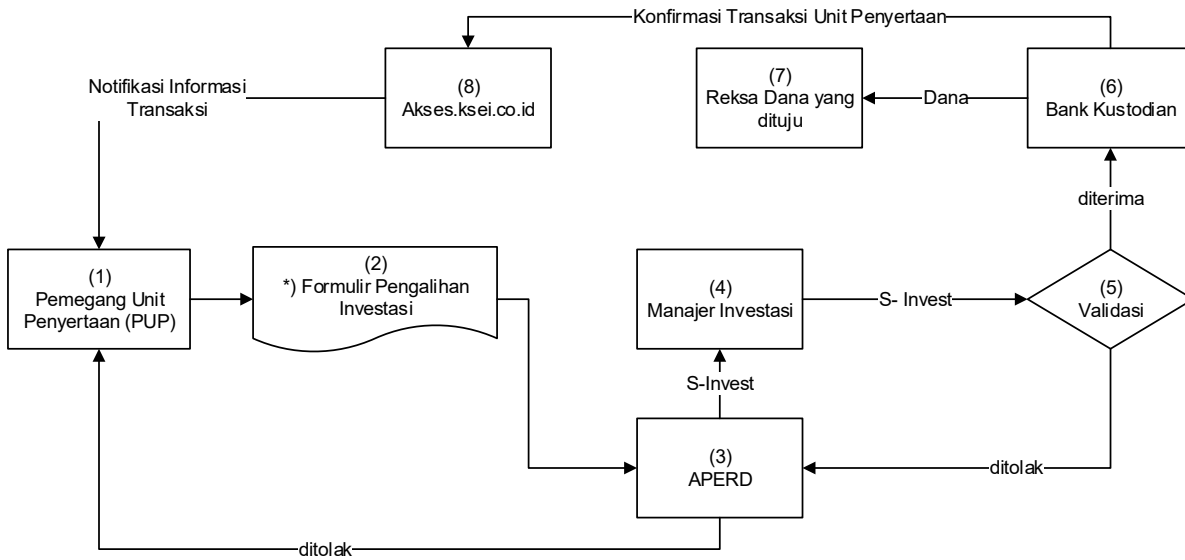 Konfirmasi Transaksi Unit Penyertaan
Notifikasi Informasi
Transaksi
(8)
Akses.ksei.co.id
(7)
Reksa Dana yang
dituju
Dana
(6)
Bank Kustodian
diterima
(1)
Pemegang Unit
Penyertaan (PUP)
(2)
*) Formulir Pengalihan
Investasi
(4)
Manajer Investasi
S- Invest
(5)
Validasi
S-Invest
(3)
APERD
ditolak
ditolak